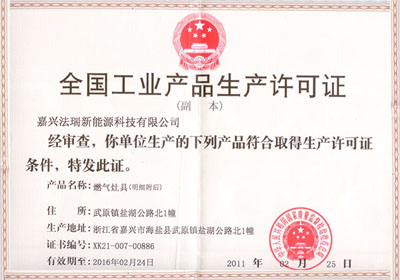 全国工业产品生产许可证
(副 本)
嘉兴法瑞新能源科技有限公司
经审查，你单位生产的下列产品符合取得生产许可证
条件，特发此证。
产品名称： 燃气灶具(明细附后)
住 所： 武原镇盐湖公路北1幢
生产地址： 浙江省嘉兴市海盐县武原镇盐湖公路北1幢
证书编号： XK21-007-00886
有效期至： 2016年02月24日
2011 年 02 月 25 日